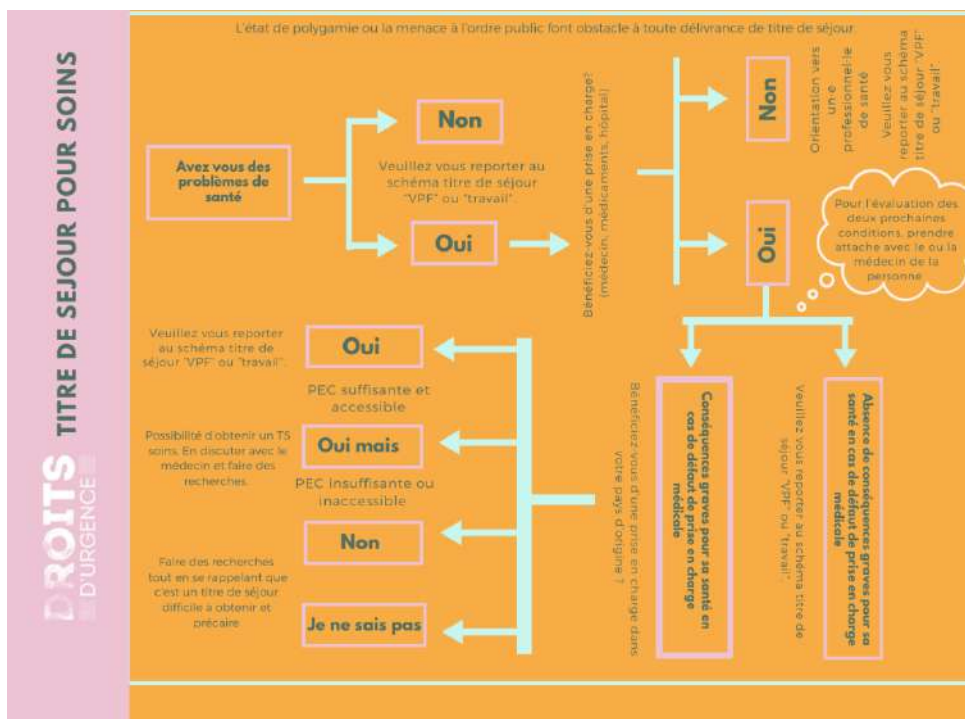 TITRE DE SEJOUR POUR SOINS
DROITS
D'URGENCE
L'état de polygamie ou la menace à l'ordre public font obstacle à toute délivrance de titre de séjour
Avez vous des
problèmes de
santé
Non
Veuillez vous reporter au
schéma titre de séjour
"VPF" ou "travail".
Oui
Bénéficiez-vous d'une prise en charge?
(médecin, médicaments, hôpital)
Non
Orientation vers
un·e
professionnel·le
de santé
Veuillez vous
reporter au schéma
titre de séjour "VPF"
ou "travail"
Oui
Pour l'évaluation des
deux prochaines
conditions, prendre
attache avec le ou la
médecin de la
personne
Absence de conséquences graves pour sa
santé en cas de défaut de prise en charge
médicale
Veuillez vous reporter au schéma titre de
séjour "VPF" ou "travail".
Conséquences graves pour sa santé en
cas de défaut de prise en charge
médicale
Bénéficiez-vous d'une prise en charge dans
votre pays d'origine ?
Oui
Veuillez vous reporter
au schéma titre de
séjour "VPF" ou "travail".
PEC suffisante et
accessible
Oui mais
Possibilité d'obtenir un TS
soins. En discuter avec le
médecin et faire des
recherches.
PEC insuffisante ou
inaccessible
Non
Faire des recherches
tout en se rappelant que
c'est un titre de séjour
difficile à obtenir et
précaire
Je ne sais pas